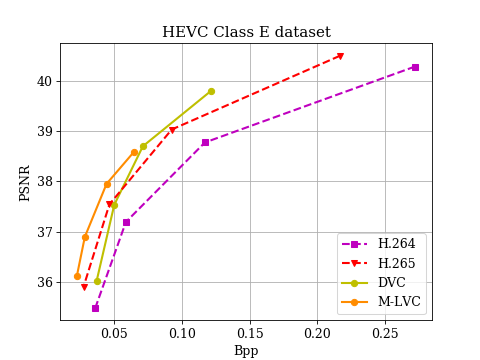 HEVC Class E dataset
PSNR
40
39
38
37
36
0.05 0.10 0.15 0.20 0.25
Bpp
H.264
H.265
DVC
M-LVC